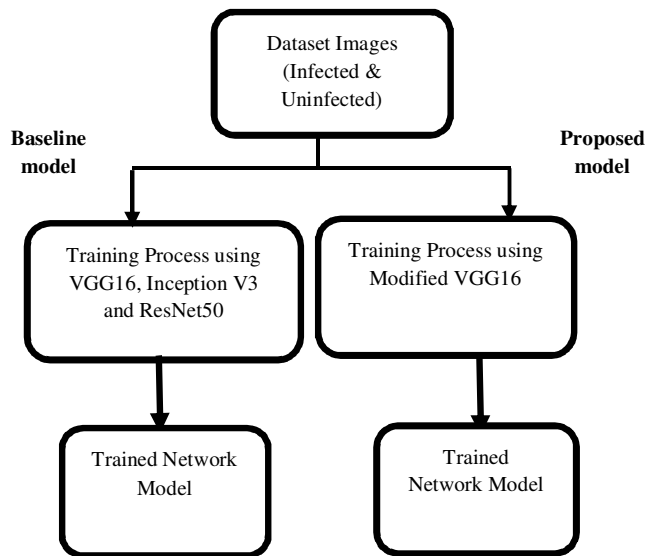 Dataset Images
(Infected &
Uninfected)
Baseline
model
Proposed
model
Training Process using
VGG16, Inception V3
and ResNet50
Training Process using
Modified VGG16
Trained Network
Model
Trained
Network Model